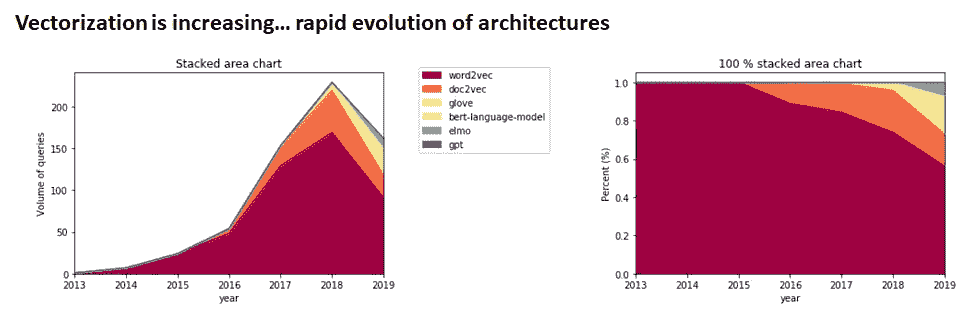 Vectorization is increasing... rapid evolution of architectures
Stacked area chart
Volume of queries
200
150
100
50
0
2013 2014 2015 2016 2017 2018 2019
year
word2vec
doc2vec
glove
bert-language-model
elmo
gpt
100 % stacked area chart
Percent (%)
1.0
0.8
0.6
0.4
0.2
0.0
2013 2014 2015 2016 2017 2018 2019
year